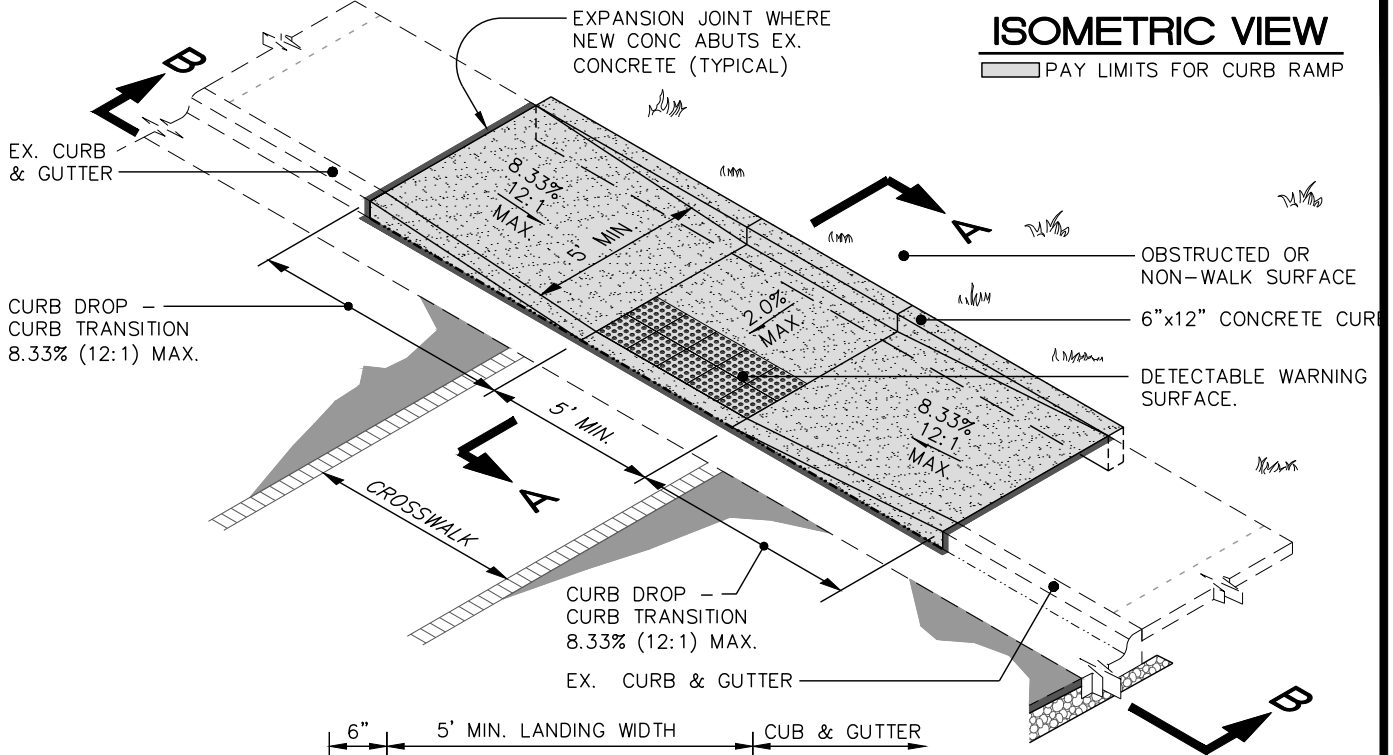 EXPANSION JOINT WHERE
NEW CONC ABUTS EX.
CONCRETE (TYPICAL)
ISOMETRIC VIEW
PAY LIMITS FOR CURB RAMP
B
EX. CURB
& GUTTER
8.33%
12:1
MAX
5' MIN
A
OBSTRUCTED OR
NON-WALK SURFACE
CURB DROP –
CURB TRANSITION
8.33% (12:1) MAX.
2.0%
MAX
6"x12" CONCRETE CURB
DETECTABLE WARNING
SURFACE.
8.33%
12:1
MAX
5' MIN.
A
CROSSWALK
CURB DROP –
CURB TRANSITION
8.33% (12:1) MAX.
EX. CURB & GUTTER
B
6"
5' MIN. LANDING WIDTH
CUB & GUTTER